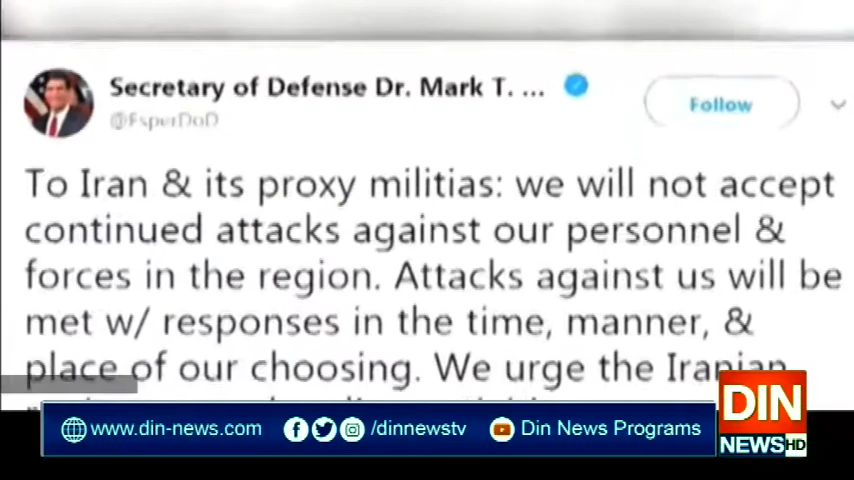 Secretary of Defense Dr. Mark T. ...
Follow
@EsperDoD
To Iran & its proxy militias: we will not accept
continued attacks against our personnel &
forces in the region. Attacks against us will be
met w/ responses in the time, manner, &
place of our choosing. We urge the Iranian
www.din-news.com
/dinnewstv
Din News Programs
DIN
NEWS HD